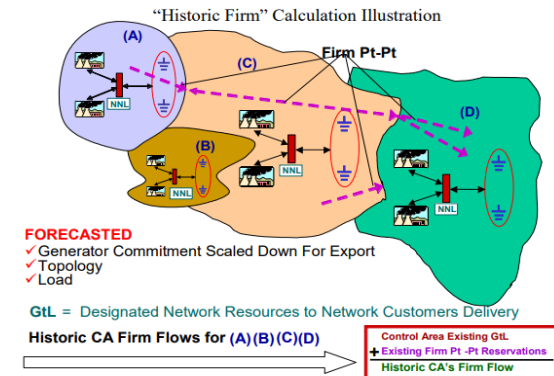 “Historic Firm” Calculation Illustration
(A)
(C)
Firm Pt-Pt
(D)
NNL
(B)
NNL
NNL
NNL
FORECASTED
✓Generator Commitment Scaled Down For Export
✓Topology
✓Load
GtL = Designated Network Resources to Network Customers Delivery
Historic CA Firm Flows for (A)(B)(C)(D)
Control Area Existing GtL
+ Existing Firm Pt -Pt Reservations
Historic CA's Firm Flow